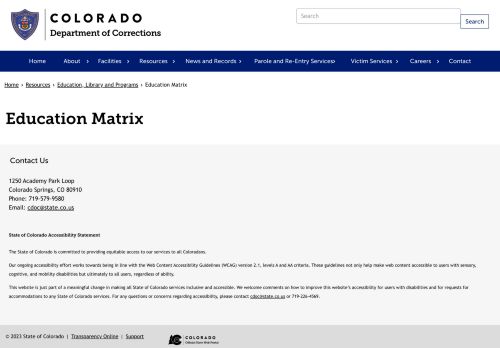 COLORADO
Department of Corrections
Search
Search
Home About › Facilities › Resources › News and Records › Parole and Re-Entry Services › Victim Services › Careers › Contact
Home › Resources › Education, Library and Programs › Education Matrix
Education Matrix
Contact Us
1250 Academy Park Loop
Colorado Springs, CO 80910
Phone: 719-579-9580
Email: cdoc@state.co.us
State of Colorado Accessibility Statement
The State of Colorado is committed to providing equitable access to our services to all Coloradans.
Our ongoing accessibility effort works towards being in line with the Web Content Accessibility Guidelines (WCAG) version 2.1, levels A and AA criteria. These guidelines not only help make web content accessible to users with sensory,
cognitive, and mobility disabilities but ultimately to all users, regardless of ability.
This website is just part of a meaningful change in making all State of Colorado services inclusive and accessible. We welcome comments on how to improve this website's accessibility for users with disabilities and for requests for
accommodations to any State of Colorado services. For any questions or concerns regarding accessibility, please contact cdoc@state.co.us or 719-226-4569.
© 2023 State of Colorado | Transparency Online | Support
COLORADO
Official State Web Portal